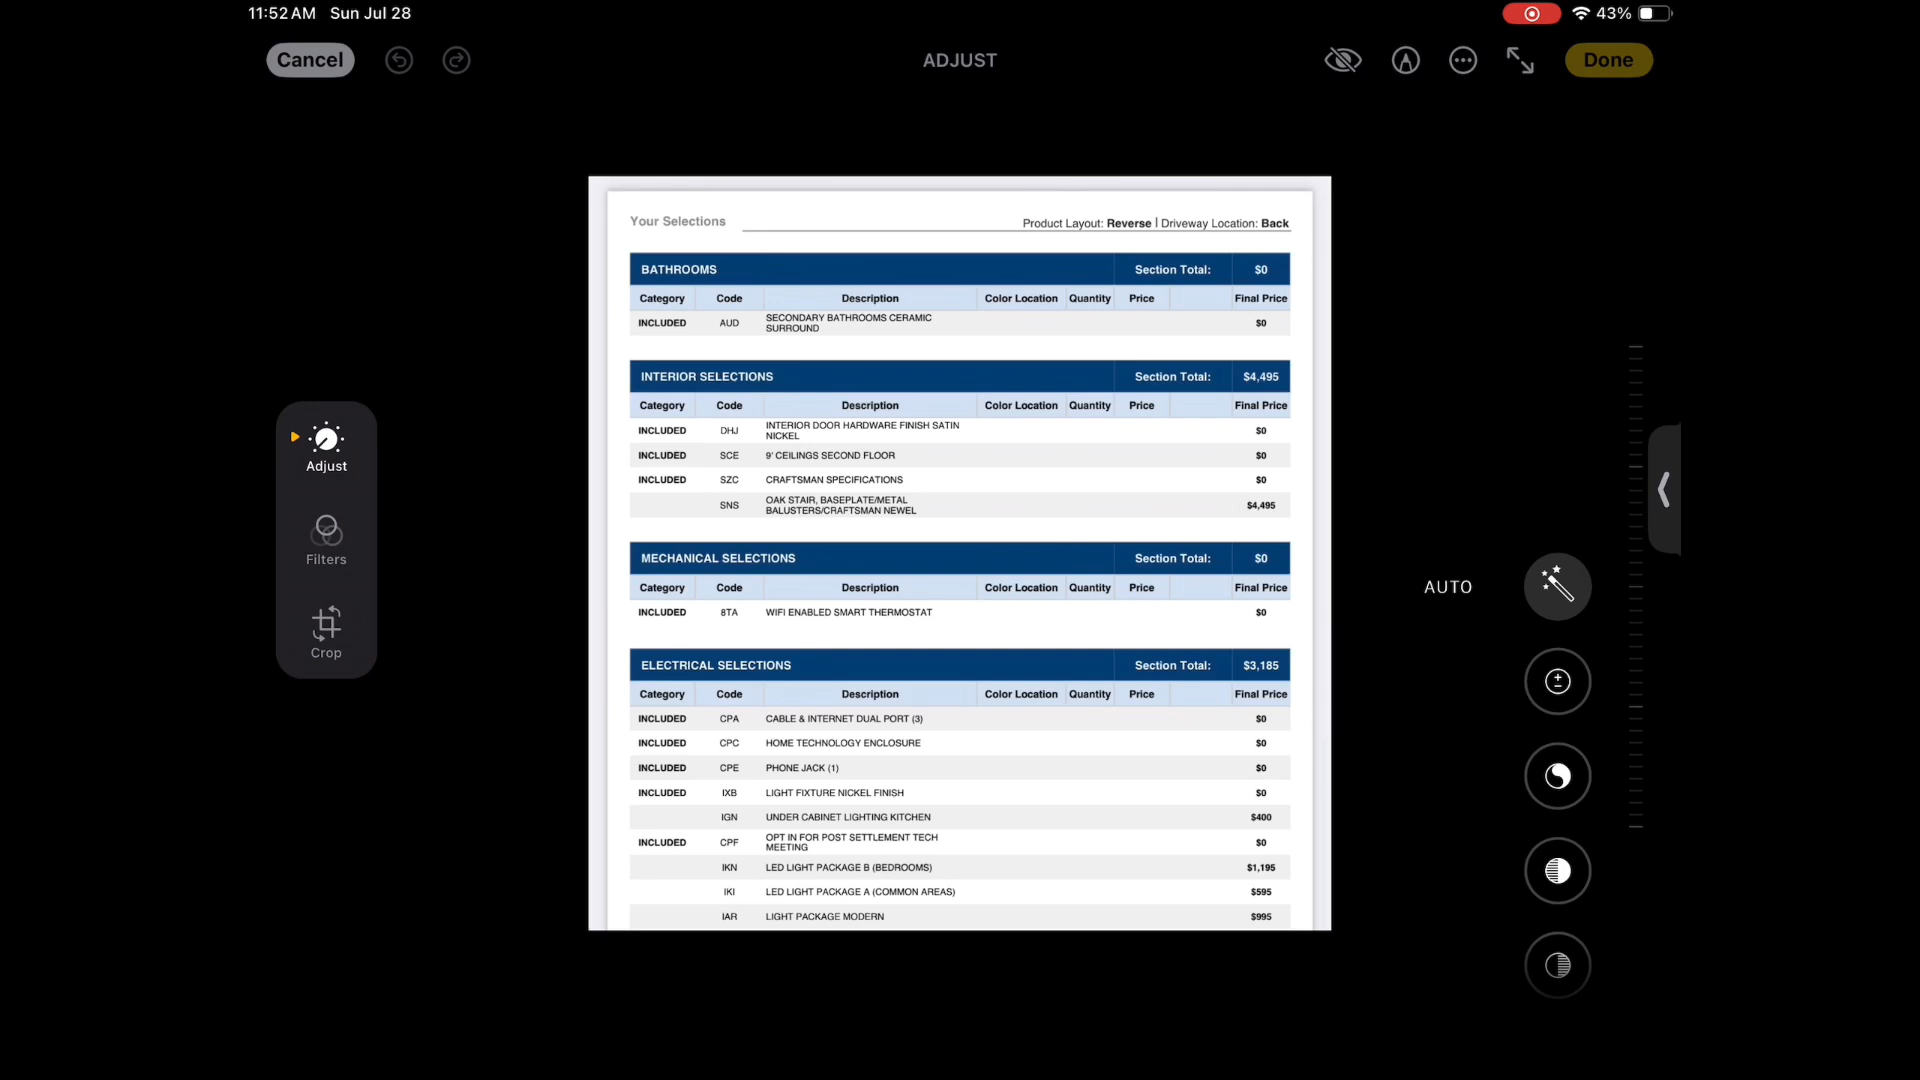 11:52 AM Sun Jul 28
43%
Cancel
ADJUST
Done
Your Selections
Product Layout: Reverse | Driveway Location: Back
BATHROOMS Section Total: $0
Category Code Description Color Location Quantity Price Final Price
INCLUDED AUD SECONDARY BATHROOMS CERAMIC
SURROUND
$0
INTERIOR SELECTIONS Section Total: $4,495
Category Code Description Color Location Quantity Price Final Price
INCLUDED DHJ INTERIOR DOOR HARDWARE FINISH SATIN
NICKEL
$0
INCLUDED SCE 9' CEILINGS SECOND FLOOR $0
INCLUDED SZC CRAFTSMAN SPECIFICATIONS $0
SNS OAK STAIR, BASEPLATE/METAL
BALUSTERS/CRAFTSMAN NEWEL
$4,495
MECHANICAL SELECTIONS Section Total: $0
Category Code Description Color Location Quantity Price Final Price
INCLUDED 8TA WIFI ENABLED SMART THERMOSTAT $0
ELECTRICAL SELECTIONS Section Total: $3,185
Category Code Description Color Location Quantity Price Final Price
INCLUDED CPA CABLE & INTERNET DUAL PORT (3) $0
INCLUDED CPC HOME TECHNOLOGY ENCLOSURE $0
INCLUDED CPE PHONE JACK (1) $0
INCLUDED IXB LIGHT FIXTURE NICKEL FINISH $0
IGN UNDER CABINET LIGHTING KITCHEN $400
INCLUDED CPF OPT IN FOR POST SETTLEMENT TECH
MEETING
$0
IKN LED LIGHT PACKAGE B (BEDROOMS) $1,195
IKI LED LIGHT PACKAGE A (COMMON AREAS) $595
IAR LIGHT PACKAGE MODERN $995
Adjust
Filters
Crop
AUTO